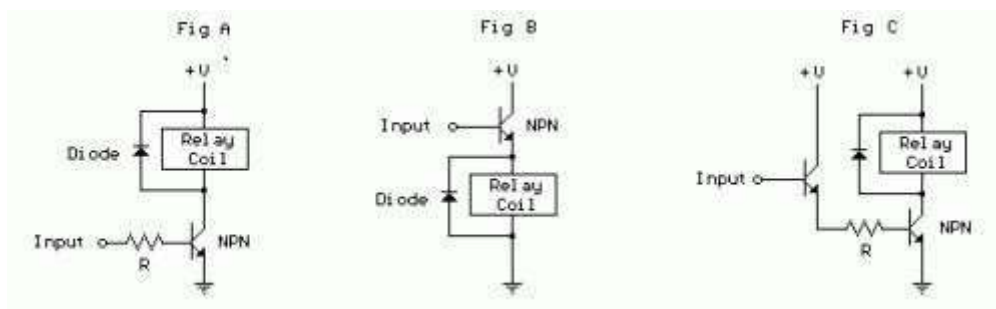 Fig A
+U
Diode
Relay
Coil
Input
R
NPN
Fig B
+U
Input
NPN
Diode
Relay
Coil
Fig C
+U
+U
Relay
Coil
Input
R
NPN